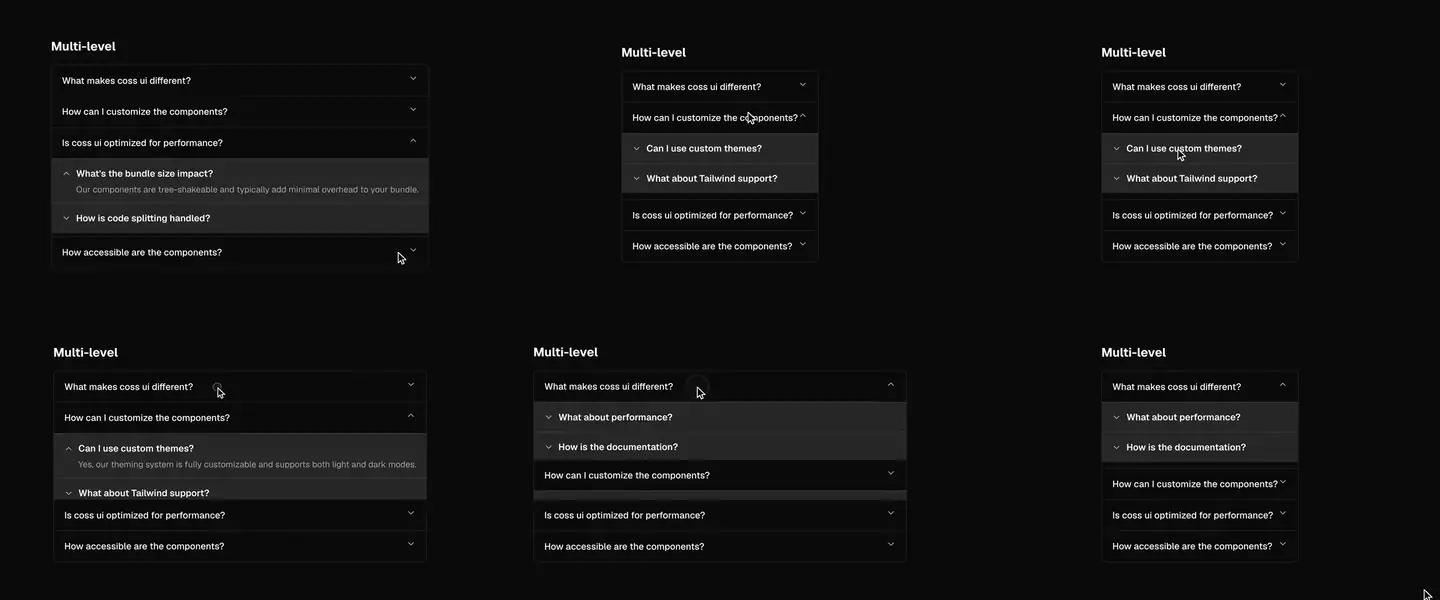 Multi-level
What makes coss ui different?
How can I customize the components?
Is coss ui optimized for performance?
What's the bundle size impact?
Our components are tree-shakeable and typically add minimal overhead to your bundle.
How is code splitting handled?
How accessible are the components?
Multi-level
What makes coss ui different?
How can I customize the components?
Can I use custom themes?
What about Tailwind support?
Is coss ui optimized for performance?
How accessible are the components?
Multi-level
What makes coss ui different?
How can I customize the components?
Can I use custom themes?
What about Tailwind support?
Is coss ui optimized for performance?
How accessible are the components?
Multi-level
What makes coss ui different?
How can I customize the components?
Can I use custom themes?
Yes, our theming system is fully customizable and supports both light and dark modes.
What about Tailwind support?
Is coss ui optimized for performance?
How accessible are the components?
Multi-level
What makes coss ui different?
What about performance?
How is the documentation?
How can I customize the components?
Is coss ui optimized for performance?
How accessible are the components?
Multi-level
What makes coss ui different?
What about performance?
How is the documentation?
How can I customize the components?
Is coss ui optimized for performance?
How accessible are the components?